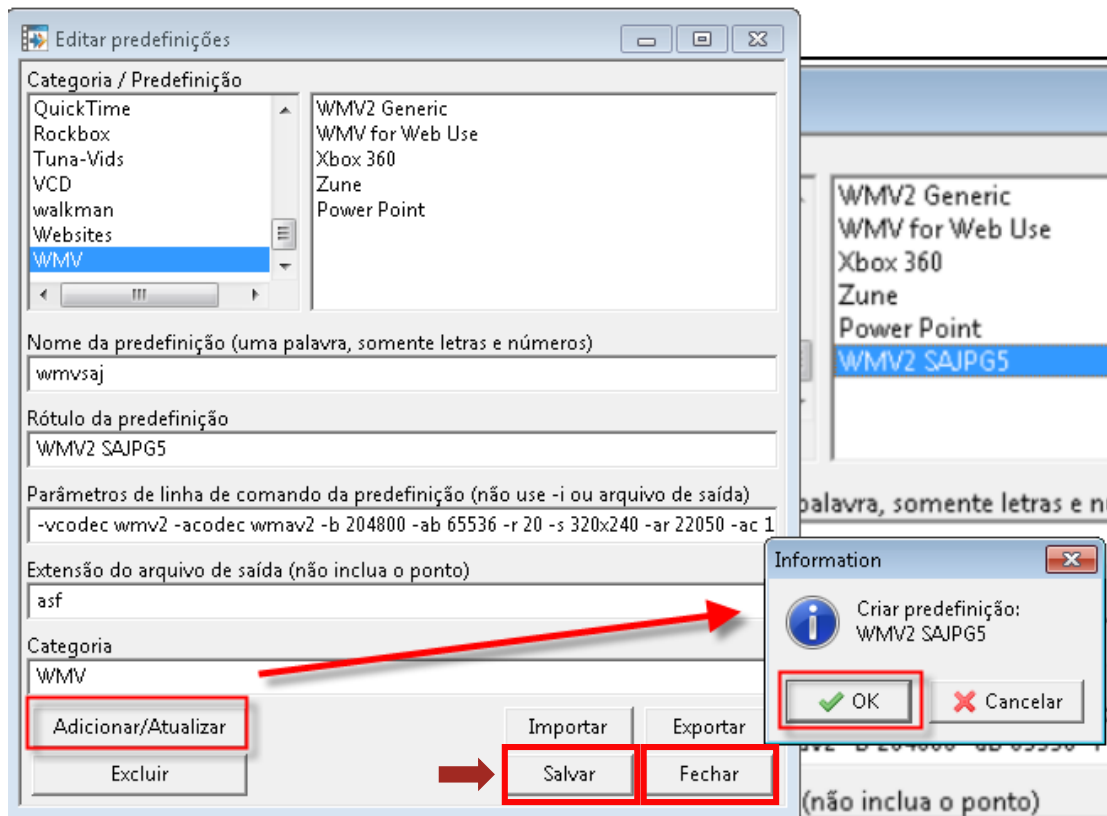 Editar predefinições
Categoria / Predefinição
QuickTime
Rockbox
Tuna-Vids
VCD
walkman
Websites
WMV
WMV2 Generic
WMV for Web Use
Xbox 360
Zune
Power Point
Nome da predefinição (uma palavra, somente letras e números)
wmvsaj
Rótulo da predefinição
WMV2 SAJPG5
Parâmetros de linha de comando da predefinição (não use -i ou arquivo de saída)
-vcodec wmv2 -acodec wmav2 -b 204800 -ab 65536 -r 20 -s 320x240 -ar 22050 -ac 1
Extensão do arquivo de saída (não inclua o ponto)
asf
Categoria
WMV
Adicionar/Atualizar
Importar
Exportar
Excluir
Salvar
Fechar
WMV2 Generic
WMV for Web Use
Xbox 360
Zune
Power Point
WMV2 SAJPG5
palavra, somente letras e
Information
Criar predefinição:
WMV2 SAJPG5
OK
Cancelar
(não inclua o ponto)